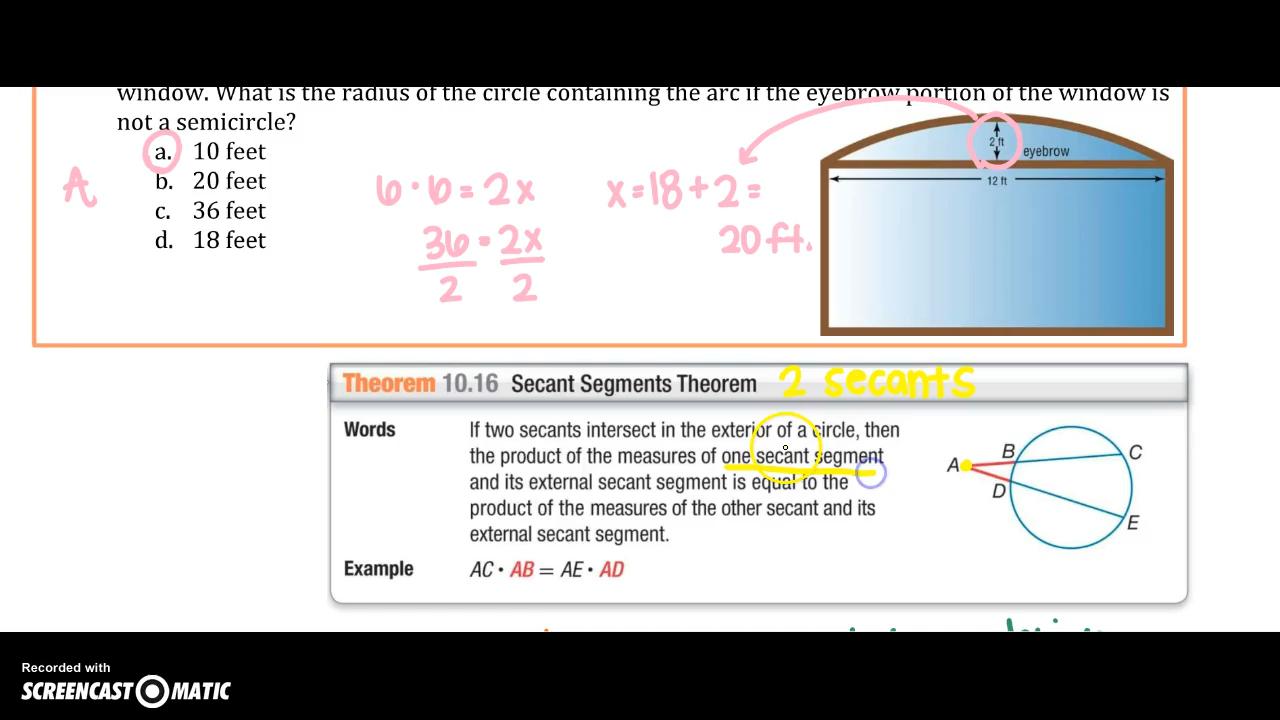 window. What is the radius of the circle containing the arc if the eyebrow portion of the window is
not a semicircle?
a. 10 feet
b. 20 feet
c. 36 feet
d. 18 feet
A
6 · 6 = 2x
36 = 2x
2 2
x = 18 + 2 =
20 ft.
2 ft
eyebrow
12 ft
Theorem 10.16 Secant Segments Theorem 2 secants
Words
If two secants intersect in the exterior of a circle, then
the product of the measures of one secant segment
and its external secant segment is equal to the
product of the measures of the other secant and its
external secant segment.
Example AC • AB = AE • AD
A
B
C
D
E
Recorded with
SCREENCAST MATIC